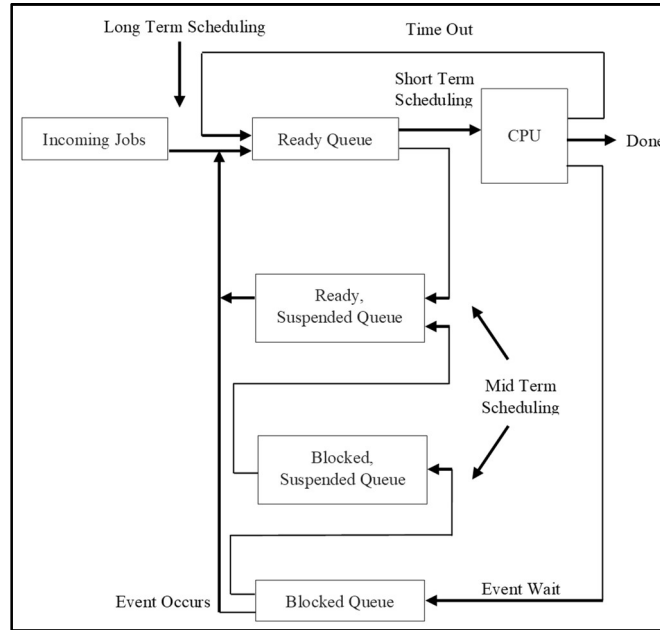 Long Term Scheduling
Time Out
Short Term
Scheduling
Incoming Jobs
Ready Queue
CPU
Done
Ready,
Suspended Queue
Mid Term
Scheduling
Blocked,
Suspended Queue
Event Wait
Event Occurs
Blocked Queue